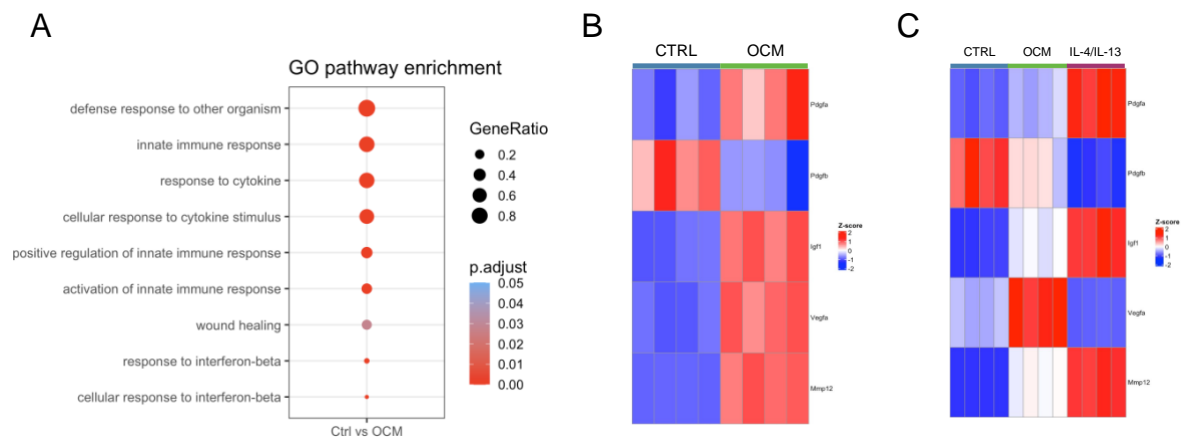 A
GO pathway enrichment
defense response to other organism
innate immune response
response to cytokine
cellular response to cytokine stimulus
positive regulation of innate immune response
activation of innate immune response
wound healing
response to interferon-beta
cellular response to interferon-beta
Ctrl vs OCM
GeneRatio
0.2
0.4
0.6
0.8
p.adjust
0.05
0.04
0.03
0.02
0.01
0.00
B
CTRL OCM
Pdgfa
Pdgfb
Igf1
Vegfa
Mmp12
Z-score
2
1
0
-1
-2
C
CTRL OCM IL-4/IL-13
Pdgfa
Pdgfb
Igf1
Vegfa
Mmp12
Z-score
2
1
0
-1
-2